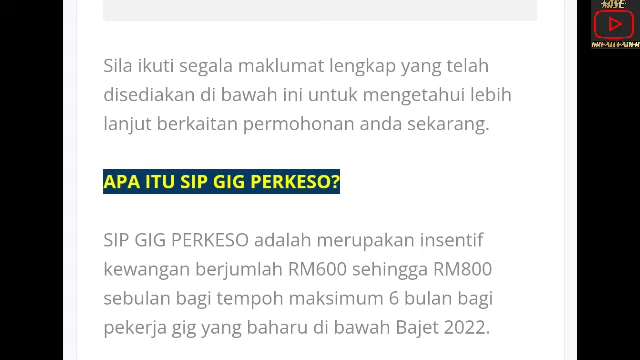 Sila ikuti segala maklumat lengkap yang telah
disediakan di bawah ini untuk mengetahui lebih
lanjut berkaitan permohonan anda sekarang.
APA ITU SIP GIG PERKESO?
SIP GIG PERKESO adalah merupakan insentif
kewangan berjumlah RM600 sehingga RM800
sebulan bagi tempoh maksimum 6 bulan bagi
pekerja gig yang baharu di bawah Bajet 2022.